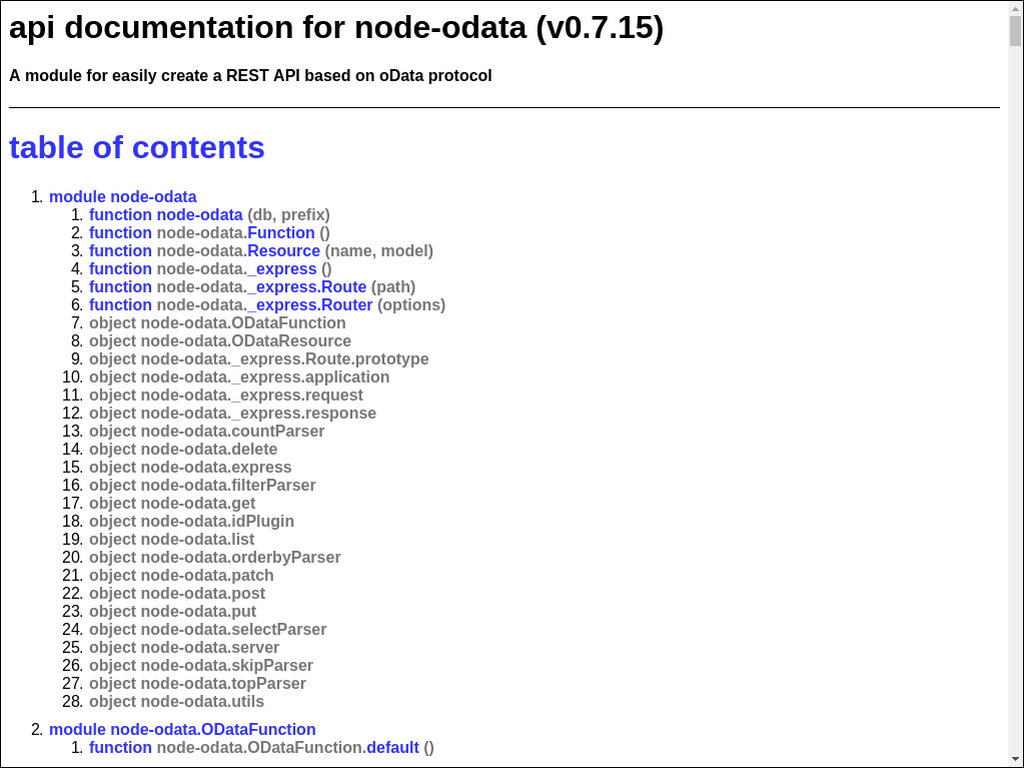 api documentation for node-odata (v0.7.15)
A module for easily create a REST API based on oData protocol
table of contents
1. module node-odata
1. function node-odata (db, prefix)
2. function node-odata.Function ()
3. function node-odata.Resource (name, model)
4. function node-odata._express ()
5. function node-odata._express.Route (path)
6. function node-odata._express.Router (options)
7. object node-odata.ODataFunction
8. object node-odata.ODataResource
9. object node-odata._express.Route.prototype
10. object node-odata._express.application
11. object node-odata._express.request
12. object node-odata._express.response
13. object node-odata.countParser
14. object node-odata.delete
15. object node-odata.express
16. object node-odata.filterParser
17. object node-odata.get
18. object node-odata.idPlugin
19. object node-odata.list
20. object node-odata.orderbyParser
21. object node-odata.patch
22. object node-odata.post
23. object node-odata.put
24. object node-odata.selectParser
25. object node-odata.server
26. object node-odata.skipParser
27. object node-odata.topParser
28. object node-odata.utils
2. module node-odata.ODataFunction
1. function node-odata.ODataFunction.default ()